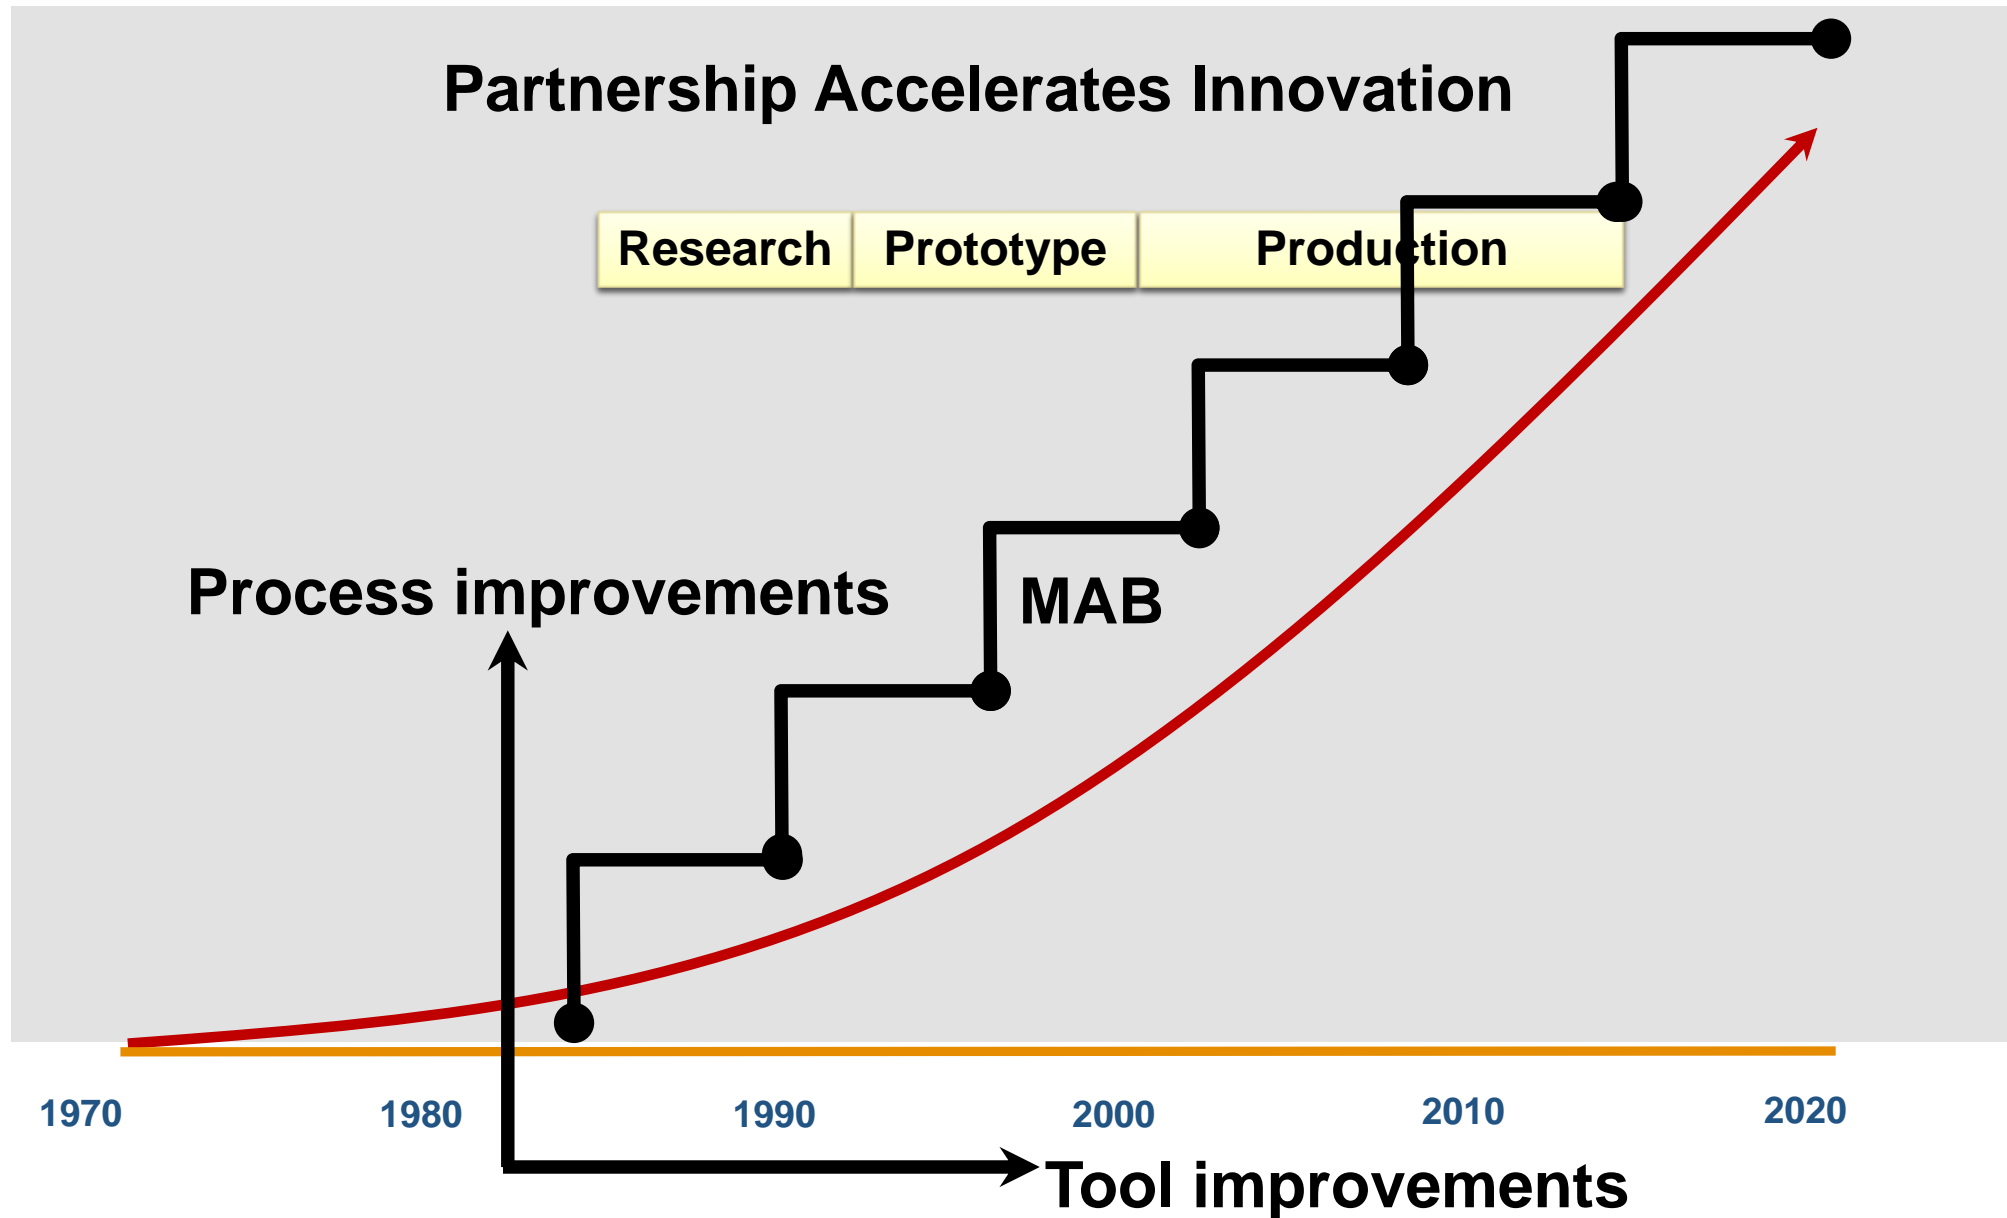 Partnership Accelerates Innovation
Research Prototype Production
Process improvements
MAB
1970 1980 1990 2000 2010 2020
Tool improvements